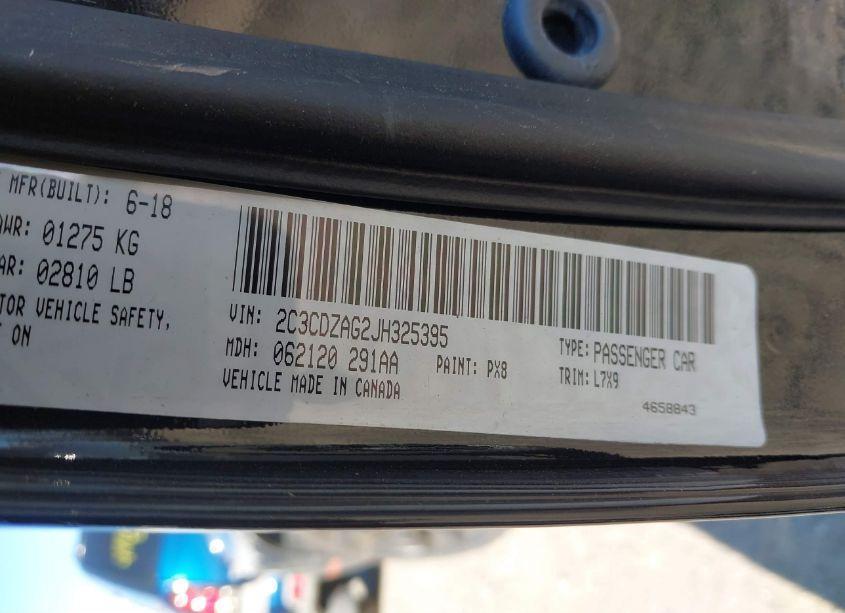 MFR(BUILT): 6-18
AWR: 01275 KG
AR: 02810 LB
TOR VEHICLE SAFETY,
ON
VIN: 2C3CDZAG2JH325395
MDH: 062120 291AA
PAINT: PX8
VEHICLE MADE IN CANADA
TYPE: PASSENGER CAR
TRIM: L7X9
4658843